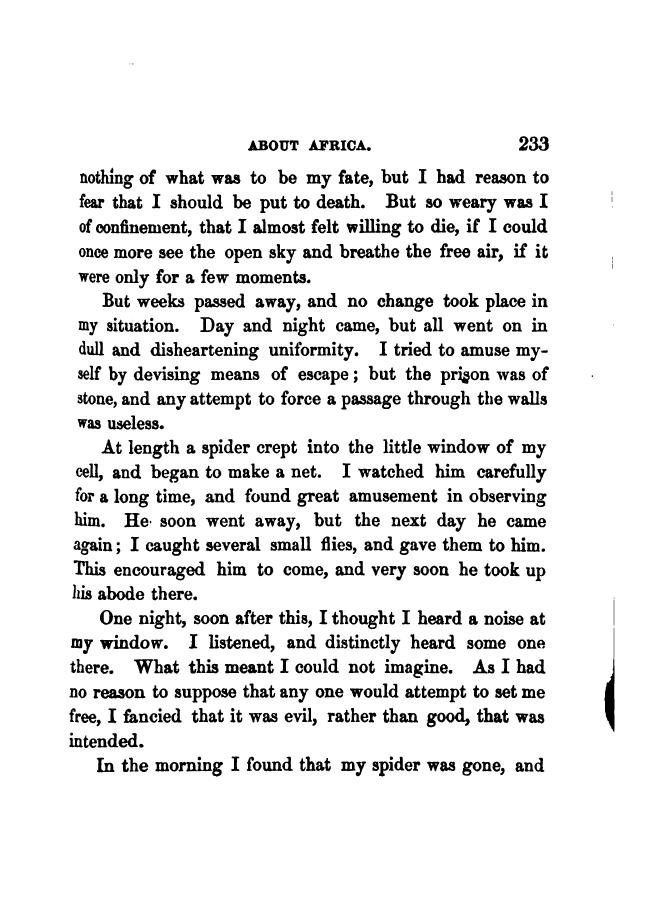 ABOUT AFRICA. 233
nothing of what was to be my fate, but I had reason to
fear that I should be put to death. But so weary was I
of confinement, that I almost felt willing to die, if I could
once more see the open sky and breathe the free air, if it
were only for a few moments.
But weeks passed away, and no change took place in
my situation. Day and night came, but all went on in
dull and disheartening uniformity. I tried to amuse my-
self by devising means of escape; but the prison was of
stone, and any attempt to force a passage through the walls
was useless.
At length a spider crept into the little window of my
cell, and began to make a net. I watched him carefully
for a long time, and found great amusement in observing
him. He soon went away, but the next day he came
again; I caught several small flies, and gave them to him.
This encouraged him to come, and very soon he took up
his abode there.
One night, soon after this, I thought I heard a noise at
my window. I listened, and distinctly heard some one
there. What this meant I could not imagine. As I had
no reason to suppose that any one would attempt to set me
free, I fancied that it was evil, rather than good, that was
intended.
In the morning I found that my spider was gone, and